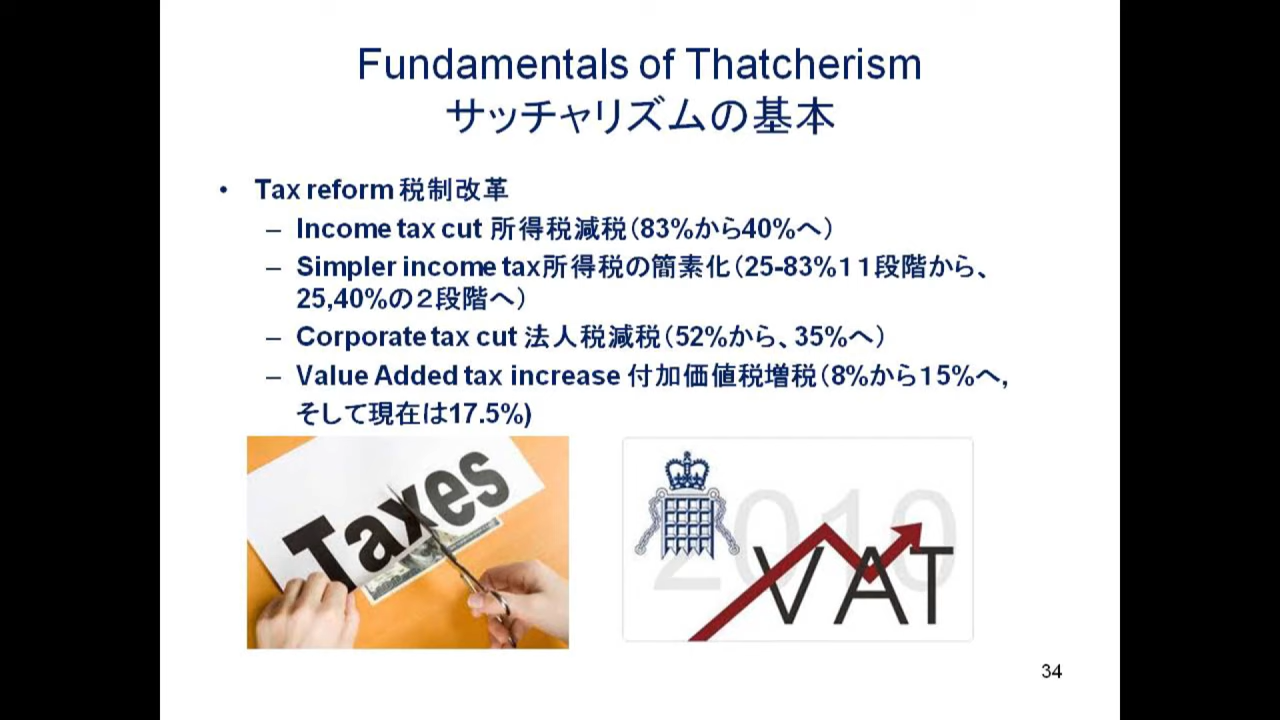 Fundamentals of Thatcherism
サッチャリズムの基本
• Tax reform 税制改革
– Income tax cut 所得税減税（83%から40%へ）
– Simpler income tax所得税の簡素化（25-83%１１段階から、
25,40%の２段階へ）
– Corporate tax cut 法人税減税（52%から、35%へ）
– Value Added tax increase 付加価値税増税（8%から15%へ,
そして現在は17.5%)
Taxes
2010
VAT
34